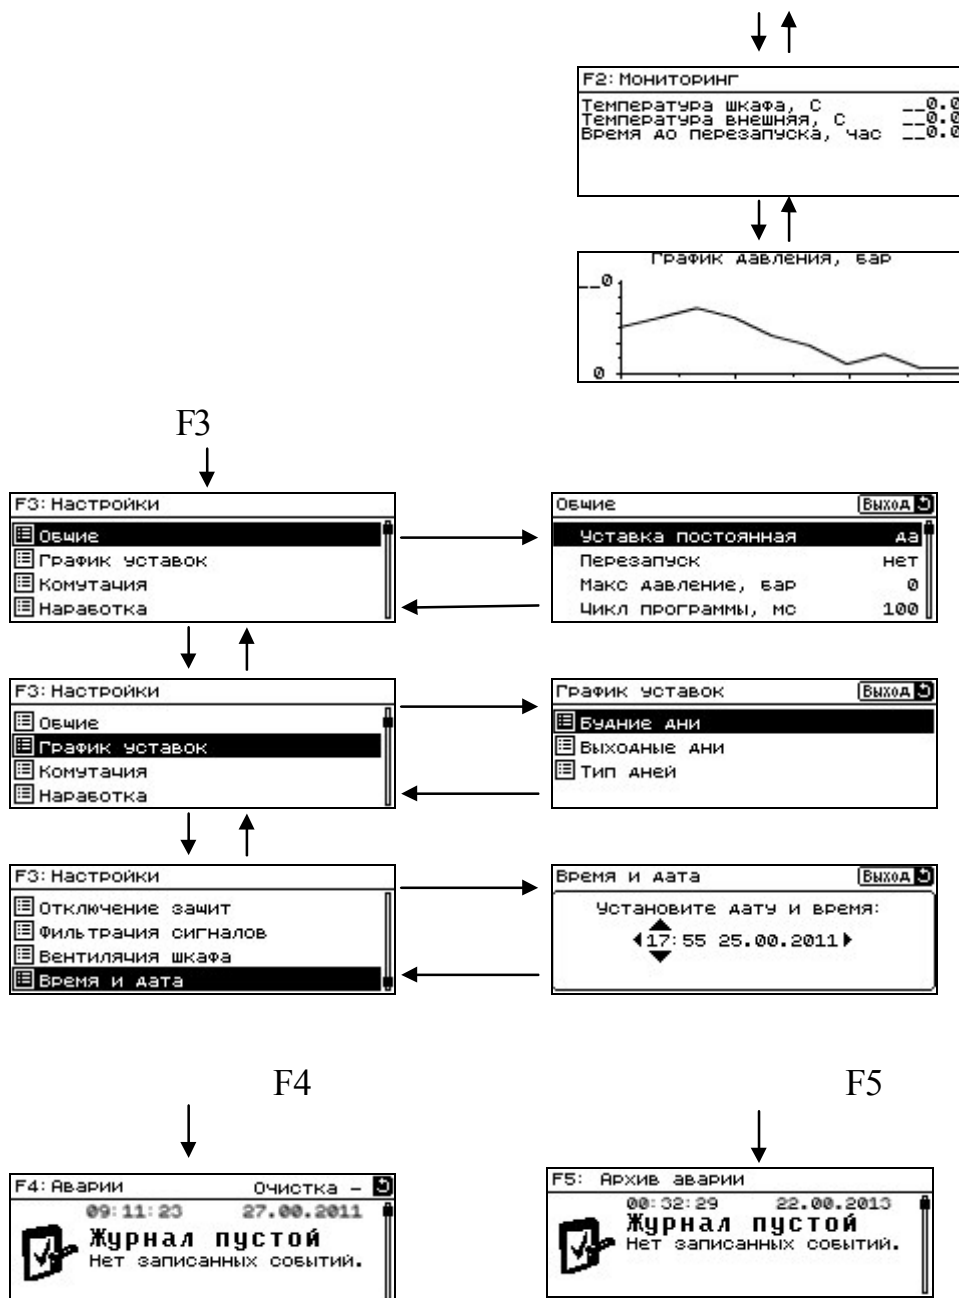 F2: Мониторинг
Температура шкафа, С __0.0
Температура внешняя, С __0.0
Время до перезапуска, час __0.0
График давления, бар
__0
0
F3
F3: Настройки
Общие
График уставок
Комутация
Наработка
Общие Выход
Уставка постоянная да
Перезапуск нет
Макс давление, бар 0
Цикл программы, мс 100
F3: Настройки
Общие
График уставок
Комутация
Наработка
График уставок Выход
Будние дни
Выходные дни
Тип дней
F3: Настройки
Отключение защит
Фильтрация сигналов
Вентиляция шкафа
Время и дата
Время и дата Выход
Установите дату и время:
17:55 25.00.2011
F4
F5
F4: Аварии Очистка -
09:11:23 27.00.2011
Журнал пустой
Нет записанных событий.
F5: Архив аварии
00:32:29 22.00.2013
Журнал пустой
Нет записанных событий.